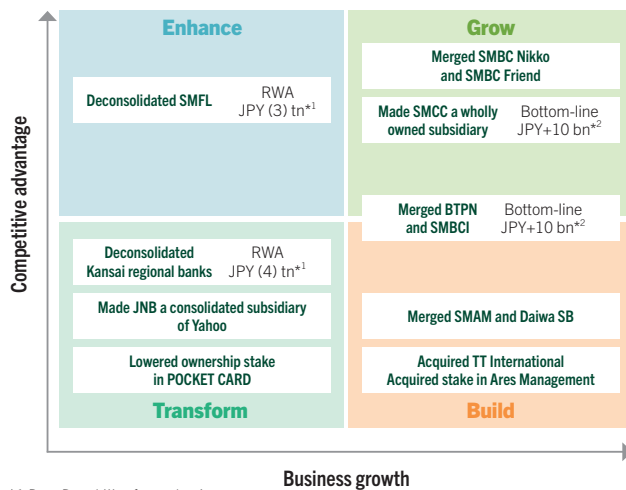 Enhance
Grow
Merged SMBC Nikko
and SMBC Friend
Deconsolidated SMFL
RWA
JPY (3) tn*1
Made SMCC a wholly
owned subsidiary
Bottom-line
JPY+10 bn*2
Competitive advantage
Merged BTPN
and SMBCI
Bottom-line
JPY+10 bn*2
Deconsolidated
Kansai regional banks
RWA
JPY (4) tn*1
Made JNB a consolidated subsidiary
of Yahoo
Merged SMAM and Daiwa SB
Lowered ownership stake
in POCKET CARD
Acquired TT International
Acquired stake in Ares Management
Transform
Build
Business growth